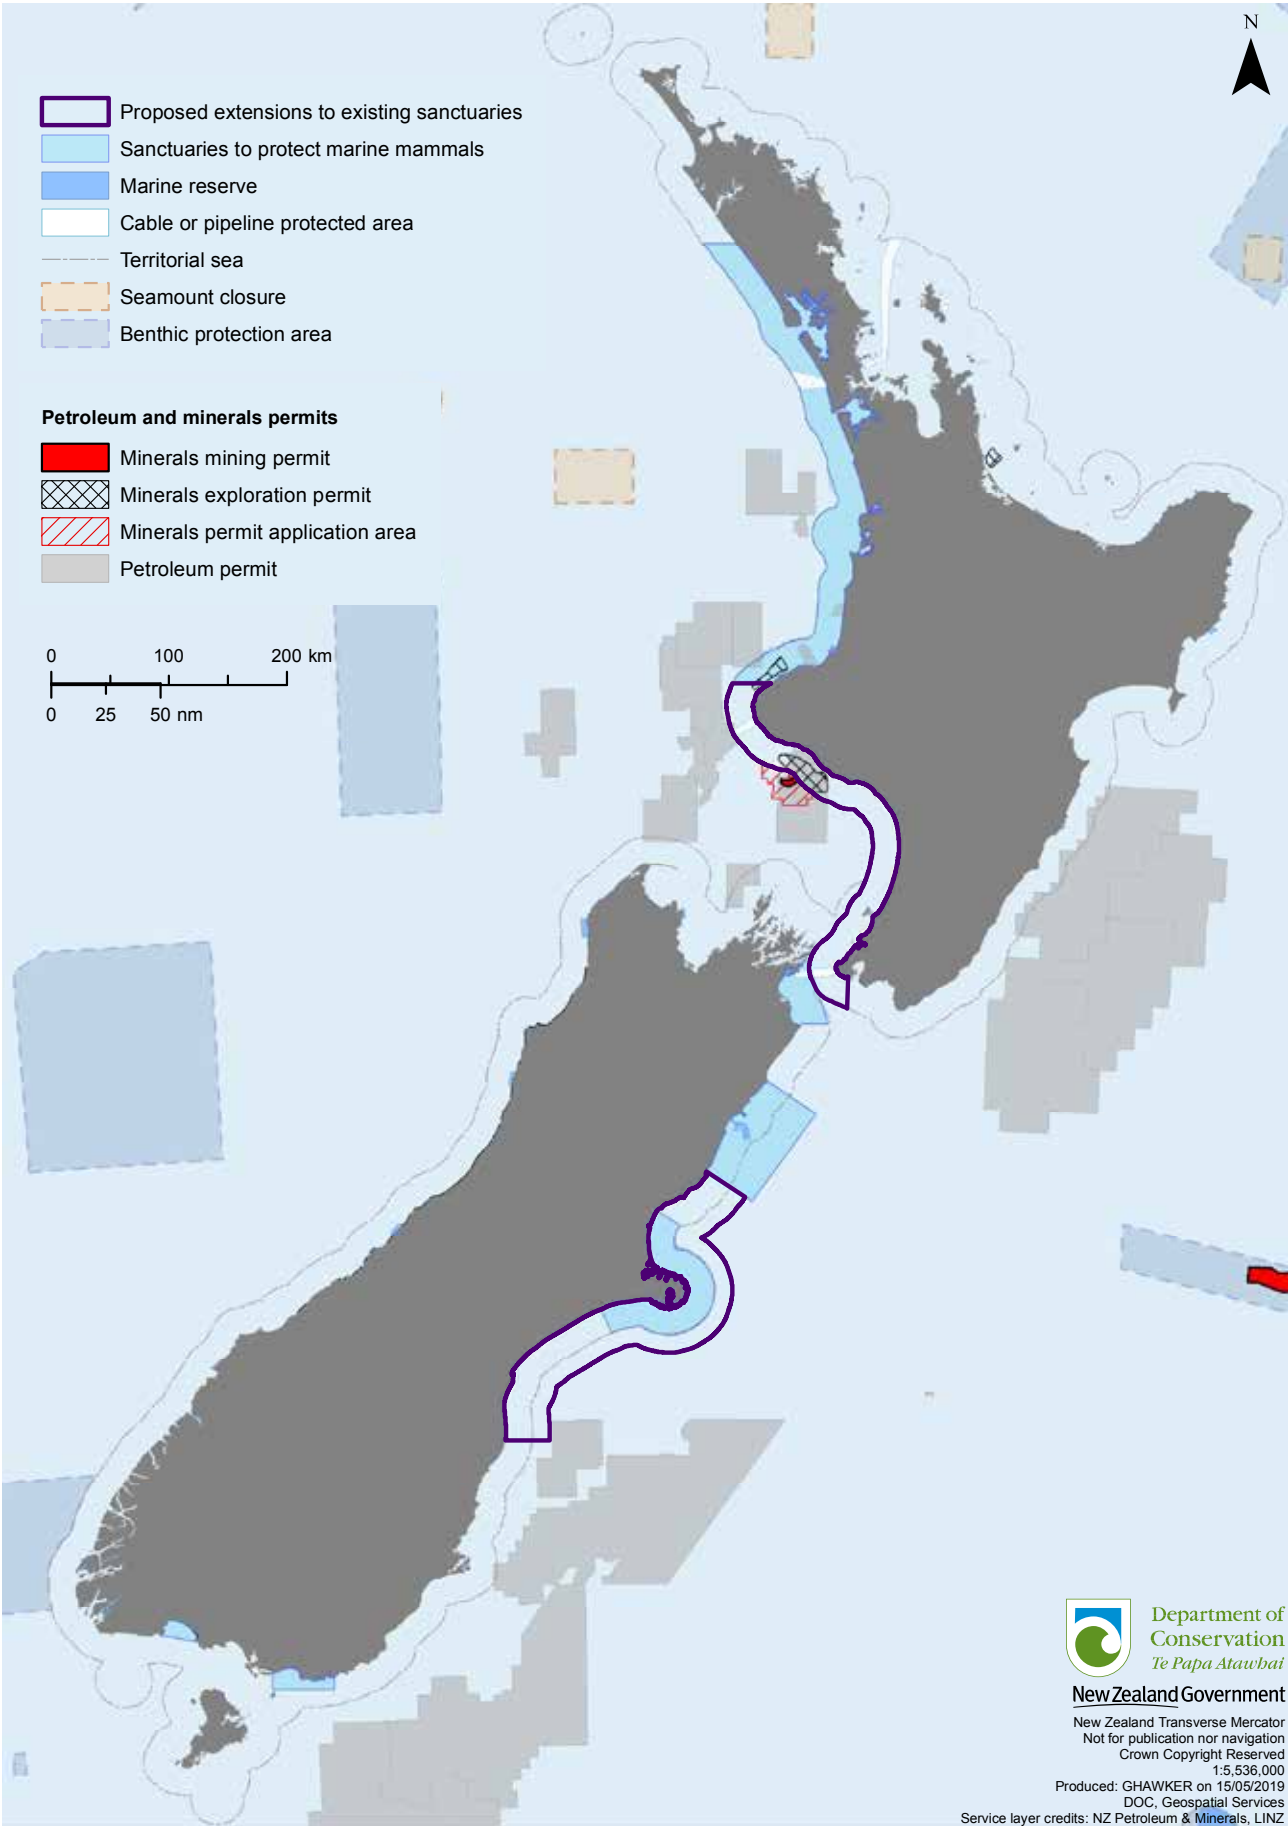 N
Proposed extensions to existing sanctuaries
Sanctuaries to protect marine mammals
Marine reserve
Cable or pipeline protected area
Territorial sea
Seamount closure
Benthic protection area
Petroleum and minerals permits
Minerals mining permit
Minerals exploration permit
Minerals permit application area
Petroleum permit
0 100 200 km
0 25 50 nm
Department of
Conservation
Te Papa Atawhai
New Zealand Government
New Zealand Transverse Mercator
Not for publication nor navigation
Crown Copyright Reserved
1:5,536,000
Produced: GHAWKER on 15/05/2019
DOC, Geospatial Services
Service layer credits: NZ Petroleum & Minerals, LINZ